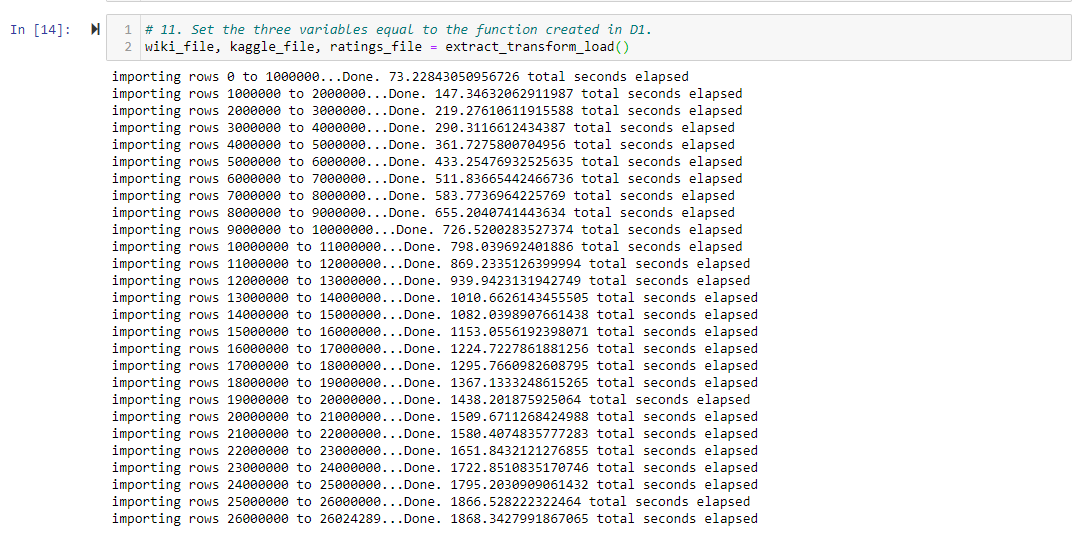 In [14]:
1 # 11. Set the three variables equal to the function created in D1.
2 wiki_file, kaggle_file, ratings_file = extract_transform_load()
importing rows 0 to 1000000...Done. 73.22843050956726 total seconds elapsed
importing rows 1000000 to 2000000...Done. 147.34632062911987 total seconds elapsed
importing rows 2000000 to 3000000...Done. 219.27610611915588 total seconds elapsed
importing rows 3000000 to 4000000...Done. 290.3116612434387 total seconds elapsed
importing rows 4000000 to 5000000...Done. 361.7275800704956 total seconds elapsed
importing rows 5000000 to 6000000...Done. 433.25476932525635 total seconds elapsed
importing rows 6000000 to 7000000...Done. 511.83665442466736 total seconds elapsed
importing rows 7000000 to 8000000...Done. 583.7736964225769 total seconds elapsed
importing rows 8000000 to 9000000...Done. 655.2040741443634 total seconds elapsed
importing rows 9000000 to 10000000...Done. 726.5200283527374 total seconds elapsed
importing rows 10000000 to 11000000...Done. 798.039692401886 total seconds elapsed
importing rows 11000000 to 12000000...Done. 869.2335126399994 total seconds elapsed
importing rows 12000000 to 13000000...Done. 939.9423131942749 total seconds elapsed
importing rows 13000000 to 14000000...Done. 1010.6626143455505 total seconds elapsed
importing rows 14000000 to 15000000...Done. 1082.0398907661438 total seconds elapsed
importing rows 15000000 to 16000000...Done. 1153.0556192398071 total seconds elapsed
importing rows 16000000 to 17000000...Done. 1224.7227861881256 total seconds elapsed
importing rows 17000000 to 18000000...Done. 1295.7660982608795 total seconds elapsed
importing rows 18000000 to 19000000...Done. 1367.1333248615265 total seconds elapsed
importing rows 19000000 to 20000000...Done. 1438.201875925064 total seconds elapsed
importing rows 20000000 to 21000000...Done. 1509.6711268424988 total seconds elapsed
importing rows 21000000 to 22000000...Done. 1580.4074835777283 total seconds elapsed
importing rows 22000000 to 23000000...Done. 1651.8432121276855 total seconds elapsed
importing rows 23000000 to 24000000...Done. 1722.8510835170746 total seconds elapsed
importing rows 24000000 to 25000000...Done. 1795.2030909061432 total seconds elapsed
importing rows 25000000 to 26000000...Done. 1866.528222322464 total seconds elapsed
importing rows 26000000 to 26024289...Done. 1868.3427991867065 total seconds elapsed